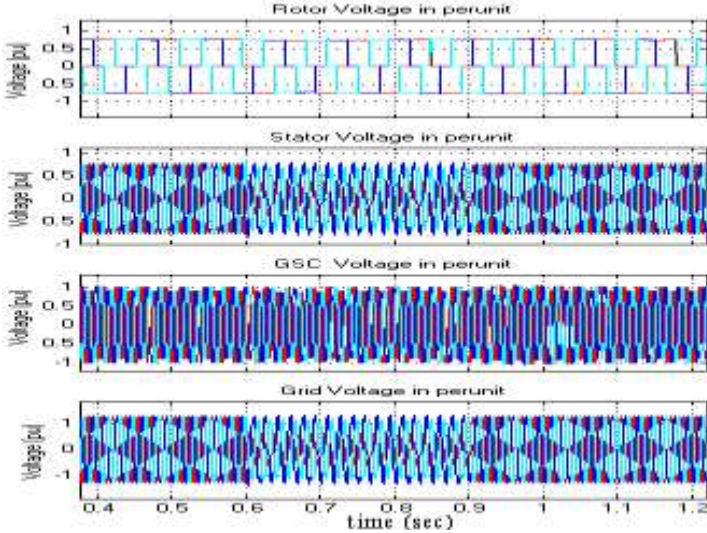 Rotor Voltage in perunit
1
0.5
0
0.5
-1
Voltage [pu]
Stator Voltage in perunit
1
0.5
0
0.5
-1
Voltage [pu]
GSC Voltage in perunit
1
0.5
0
0.5
-1
Voltage [pu]
Grid Voltage in perunit
1
0
-1
Voltage (pu)
0.4 0.5 0.6 0.7 0.8 0.9 1 1.1 1.2
time (sec)